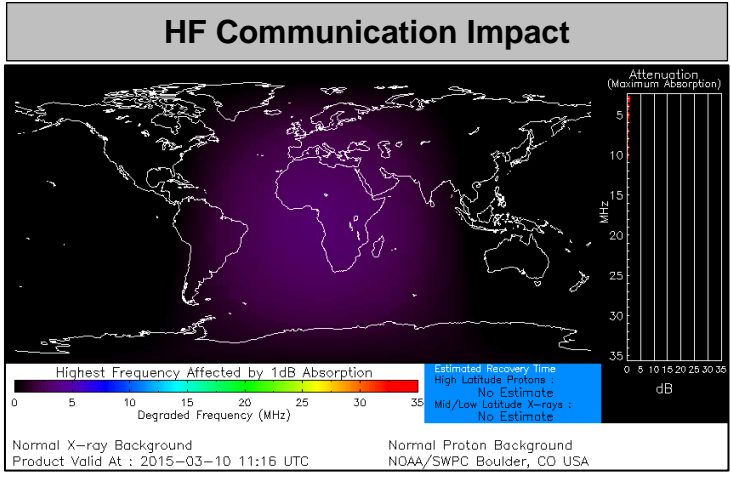 HF Communication Impact
Attenuation
(Maximum Absorption)
5
10
15
20
25
30
35
MHz
0 5 10 15 20 25 30 35
dB
Highest Frequency Affected by 1dB Absorption
0 5 10 15 20 25 30 35
Degraded Frequency (MHz)
Estimated Recovery Time
High Latitude Protons :
No Estimate
Mid/Low Latitude X-rays :
No Estimate
Normal X-ray Background
Normal Proton Background
Product Valid At : 2015-03-10 11:16 UTC
NOAA/SWPC Boulder, CO USA